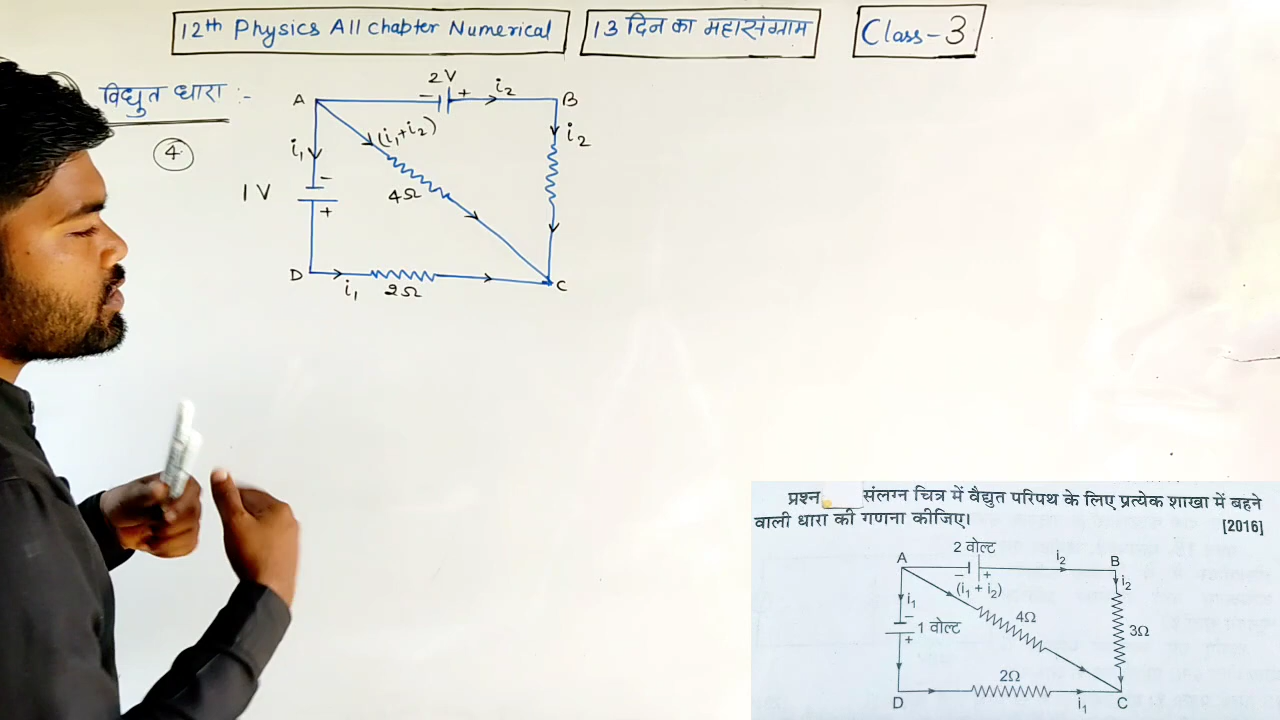 12th Physics All chapter Numerical
13 दिन का महासंग्राम
Class-3
विद्युत धारा :-
4
2V
A
- +
i2
B
(i1+i2)
i2
i1
-
1V
4Ω
+
D
i1
2Ω
C
प्रश्न संलग्न चित्र में वैद्युत परिपथ के लिए प्रत्येक शाखा में बहने
वाली धारा की गणना कीजिए। [2016]
2 वोल्ट
A
- +
i2
B
(i1 + i2)
i2
i1
4Ω
-
1 वोल्ट
3Ω
+
2Ω
D
i1
C